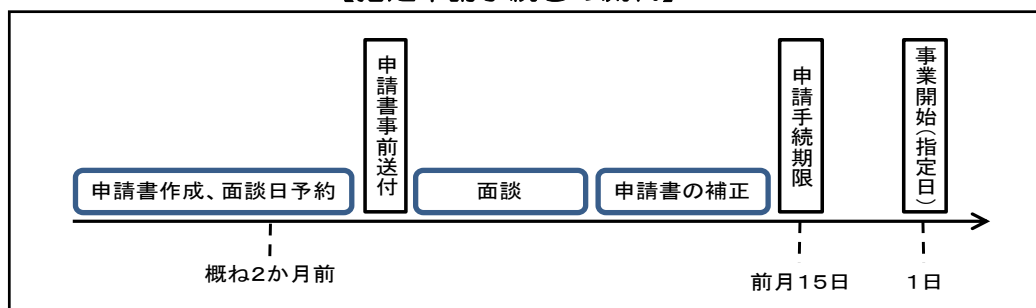 申請書作成、面談日予約
申請書事前送付
面談
申請書の補正
申請手続期限
事業開始(指定日)
概ね2か月前
前月15日
1日